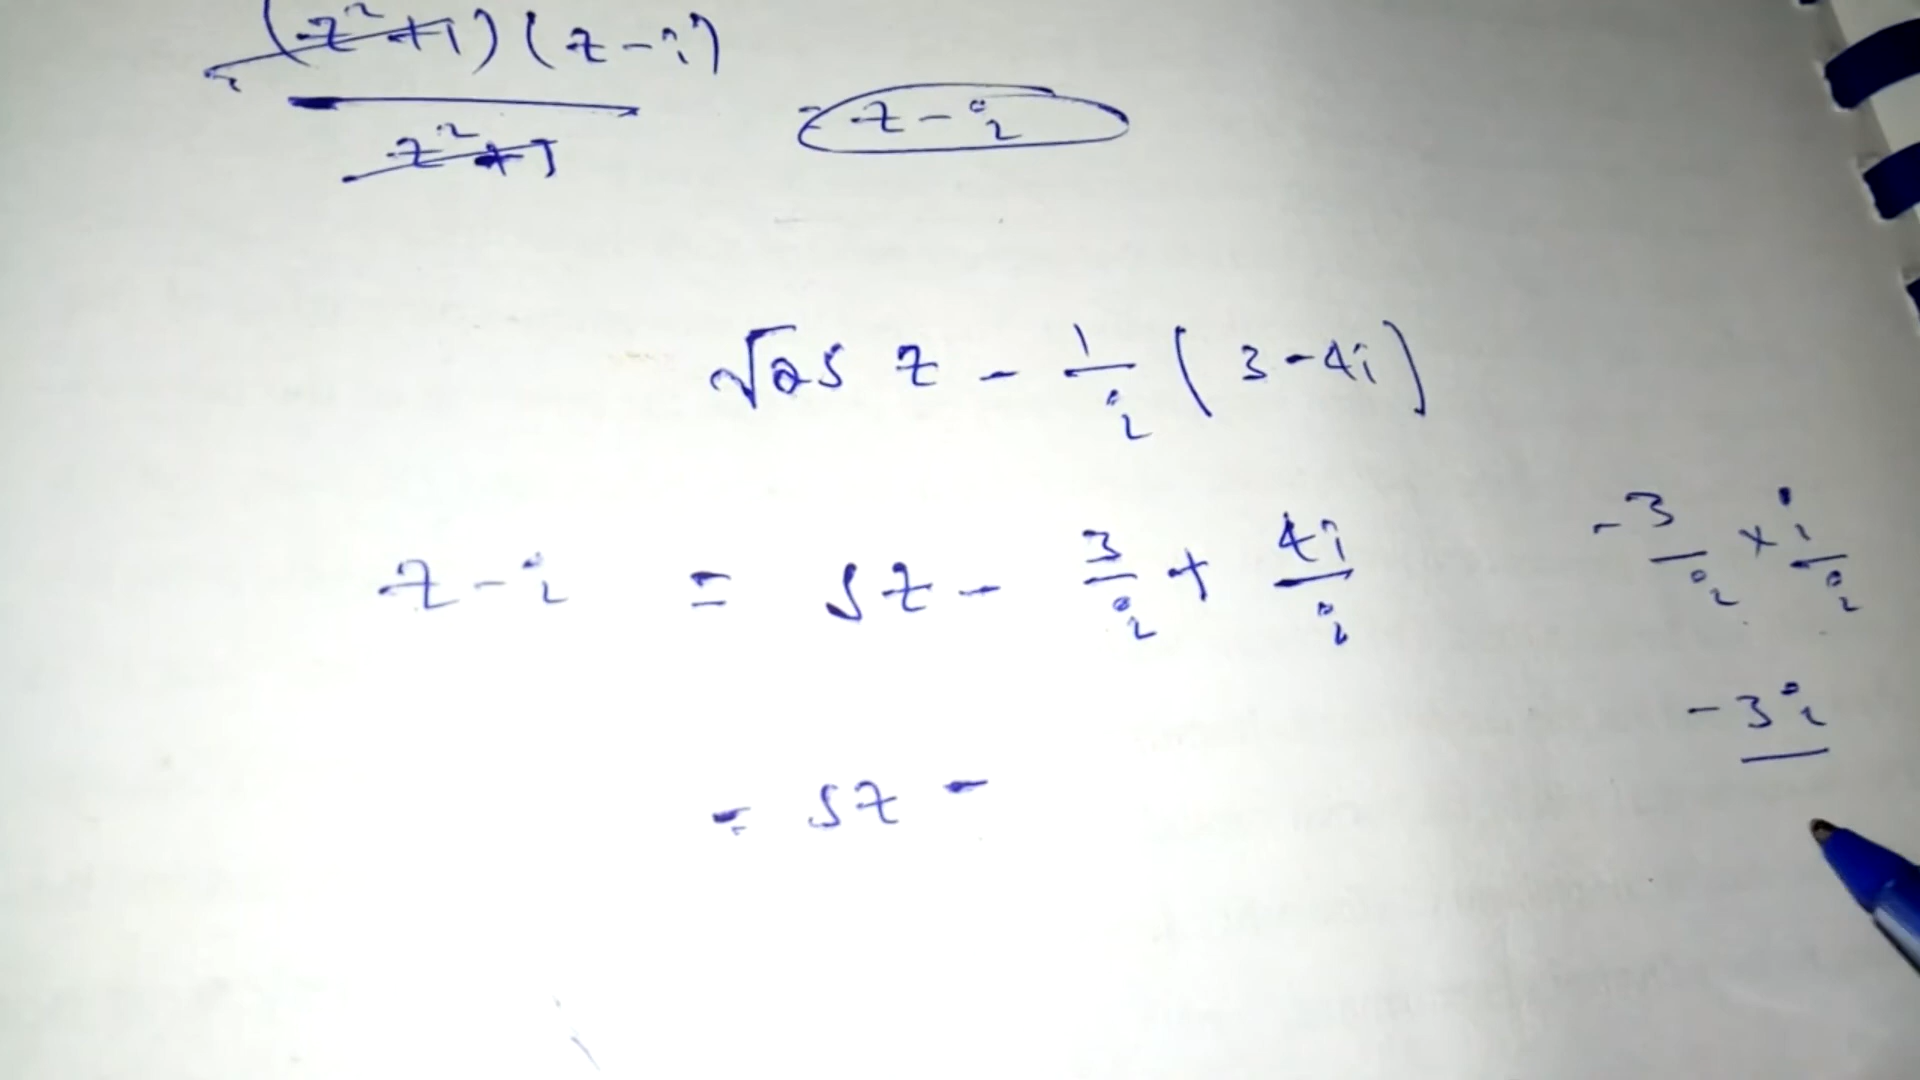 (z²+1)(z-i)
z²+1
= z-i
√25 z - 1/i (3-4i)
z-i = 5z - 3/i + 4i/i
-3/i × i/i
-3i
= 5z -